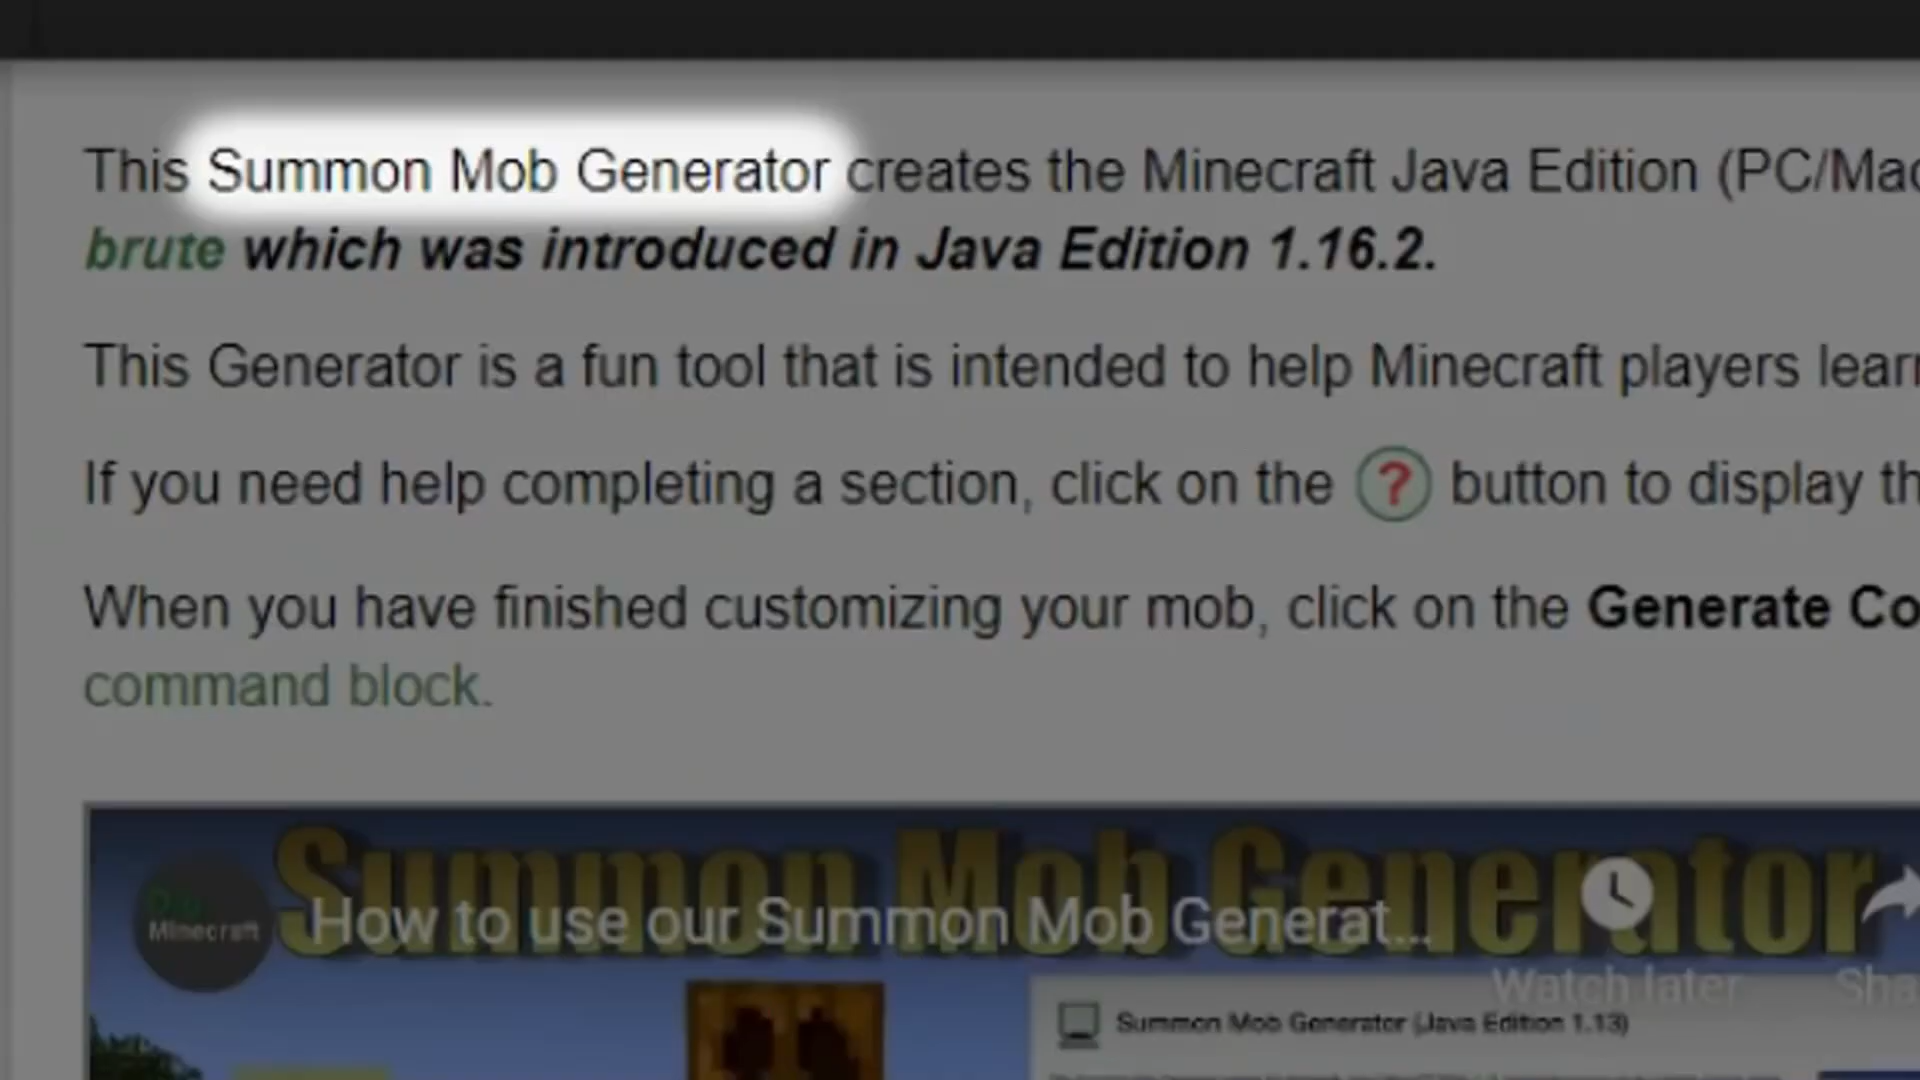 This Summon Mob Generator creates the Minecraft Java Edition (PC/Mac
brute which was introduced in Java Edition 1.16.2.
This Generator is a fun tool that is intended to help Minecraft players learn
If you need help completing a section, click on the ? button to display th
When you have finished customizing your mob, click on the Generate Co
command block.
Summon Mob Generator
Minecraft
How to use our Summon Mob Generat...
Watch later
Sha
Summon Mob Generator (Java Edition 1.13)